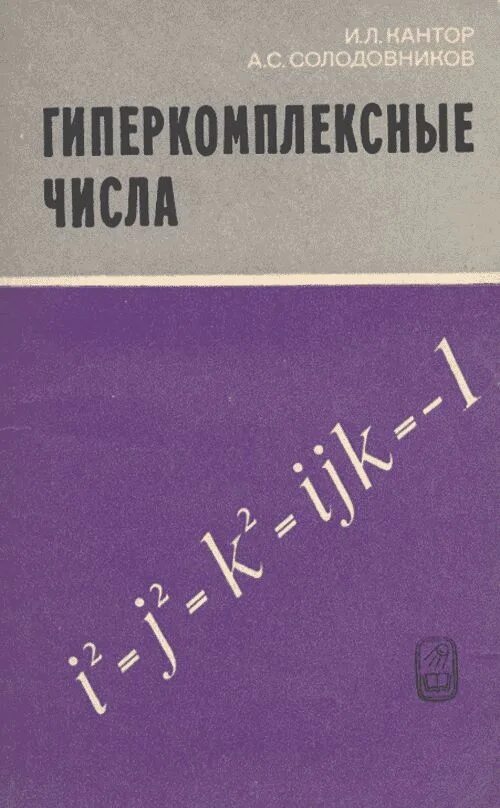 И.Л. КАНТОР
А.С. СОЛОДОВНИКОВ
ГИПЕРКОМПЛЕКСНЫЕ
ЧИСЛА
i²=j²=k²=ijk=-1